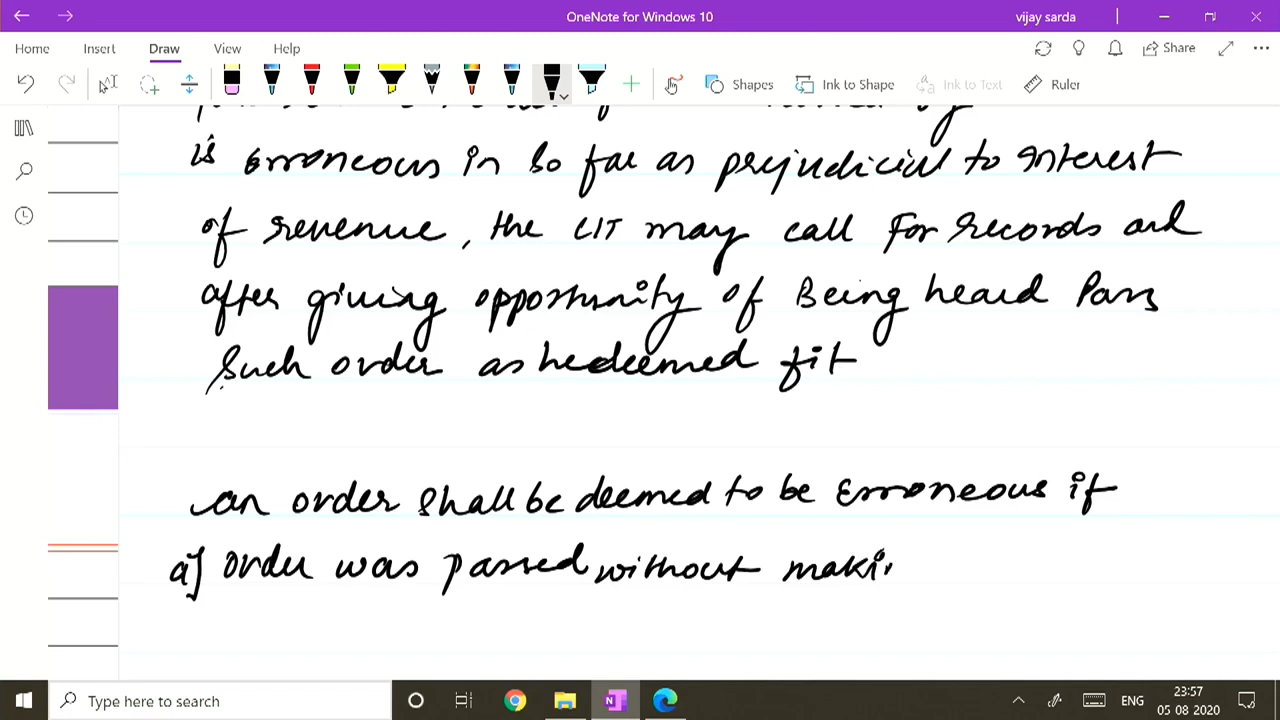 OneNote for Windows 10
vijay sarda
Home Insert Draw View Help
Share
Shapes Ink to Shape Ink to Text Ruler
is Erroneous in so far as prejudicial to interest
of revenue, the CIT may call For records and
after giving opportunity of Being heard Pass
Such order as he deemed fit
an order shall be deemed to be Erroneous if
a] order was passed without maki
Type here to search
ENG
23:57
05-08-2020